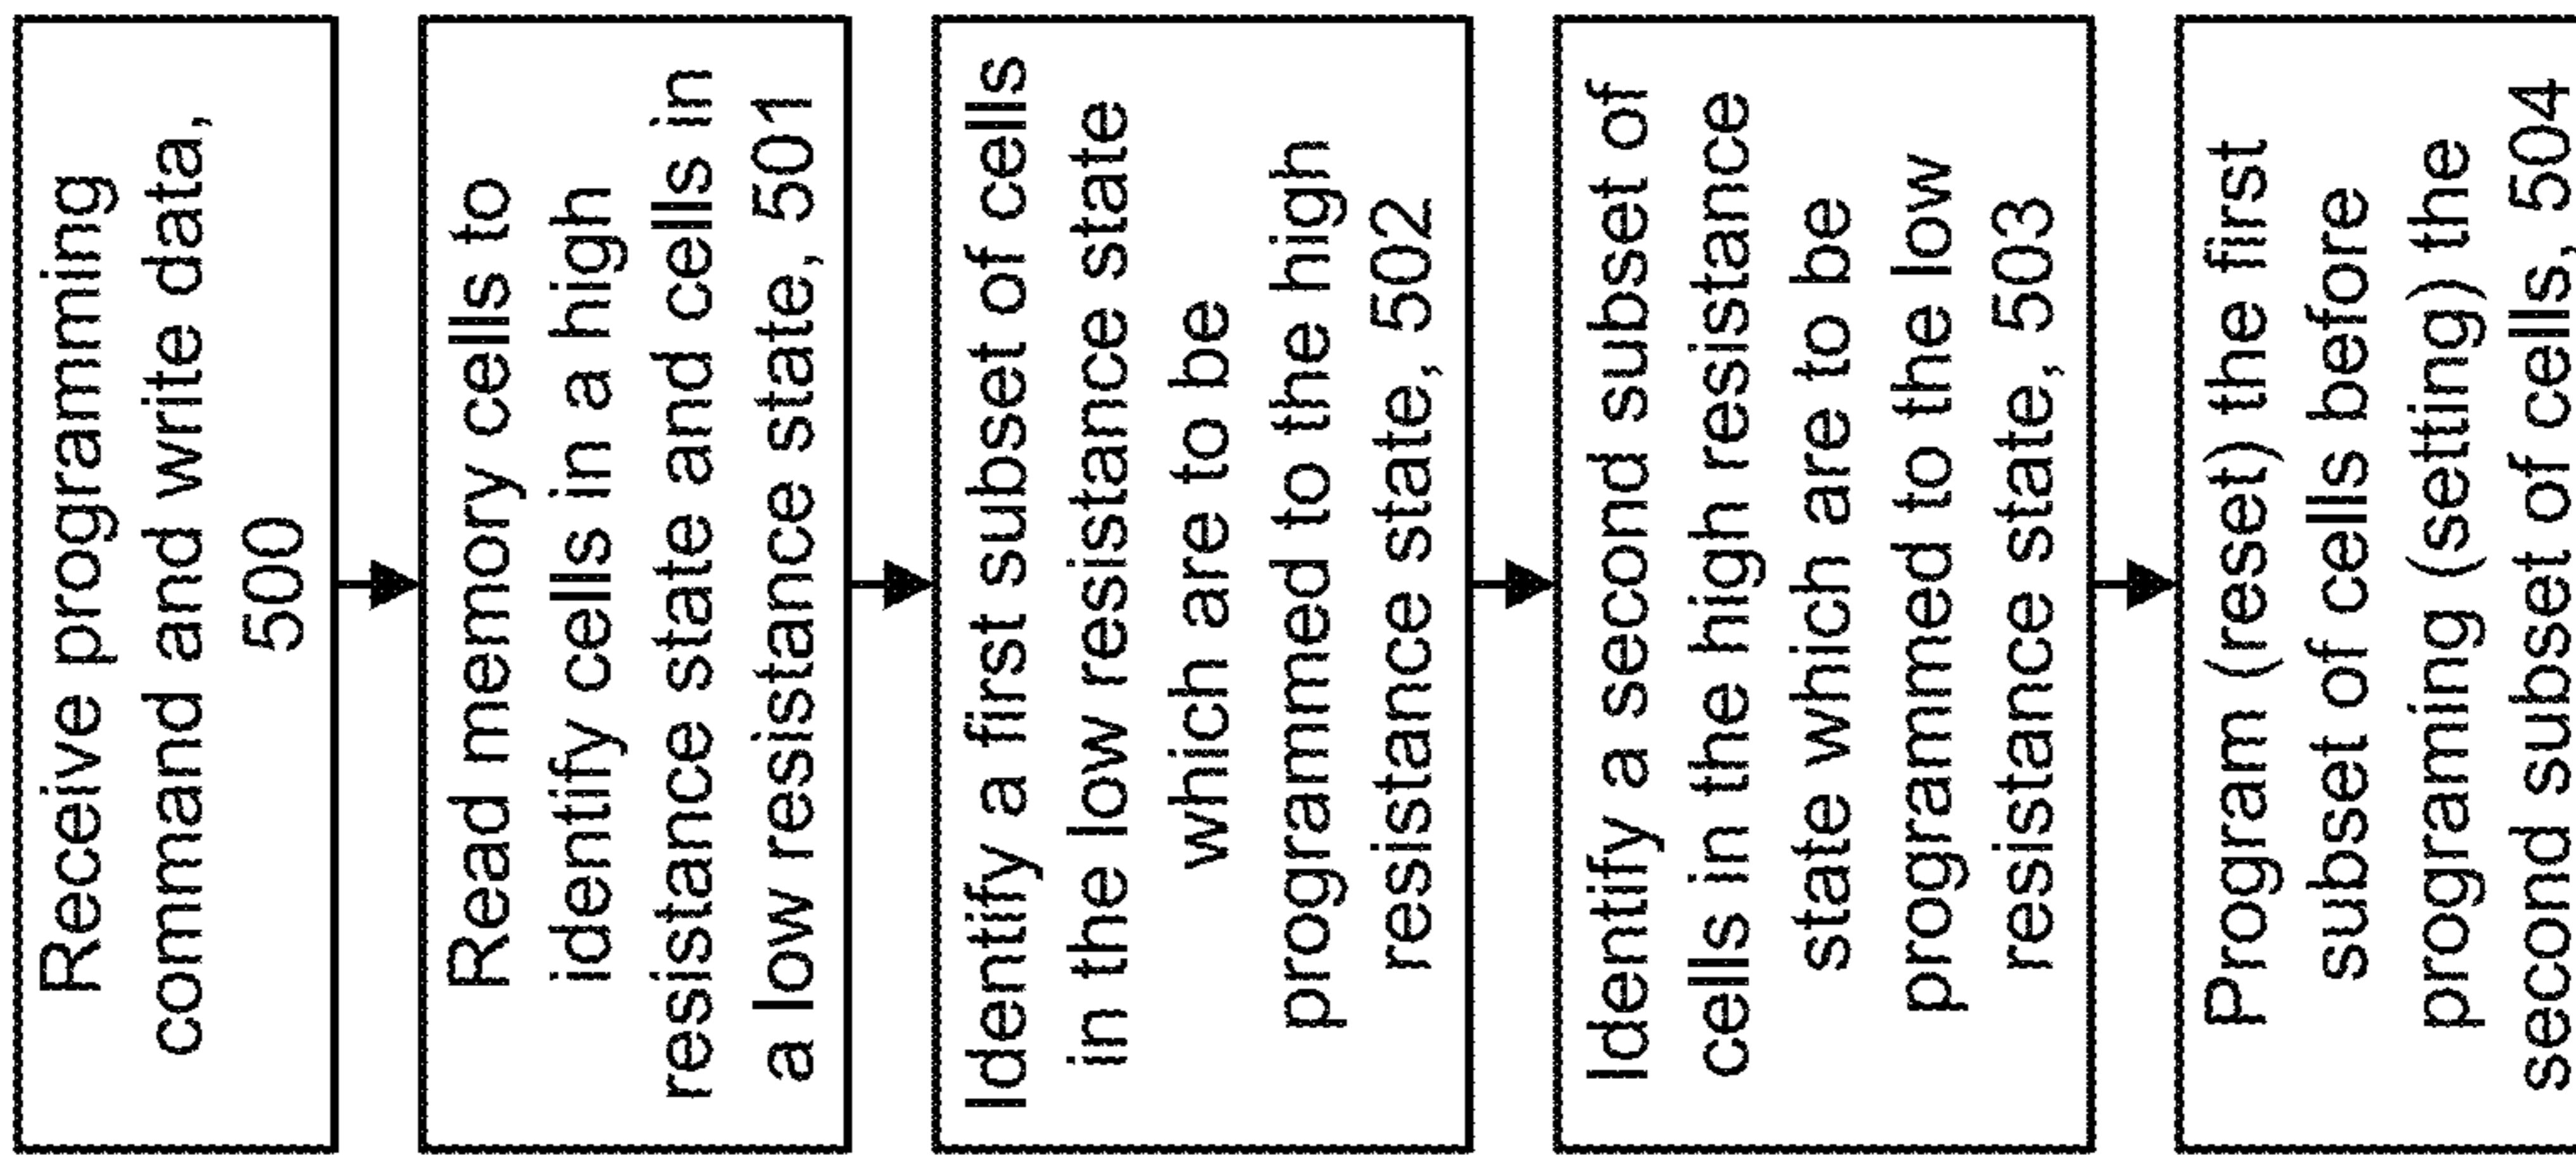 Receive programming
command and write data,
500
Read memory cells to
identify cells in a high
resistance state and cells in
a low resistance state, 501
Identify a first subset of cells
in the low resistance state
which are to be
programmed to the high
resistance state, 502
Identify a second subset of
cells in the high resistance
state which are to be
programmed to the low
resistance state, 503
Program (reset) the first
subset of cells before
programing (setting) the
second subset of cells, 504